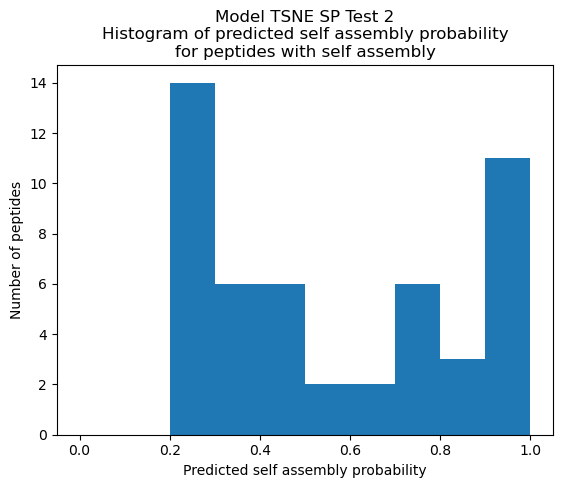 Model TSNE SP Test 2
Histogram of predicted self assembly probability
for peptides with self assembly
14
12
10
8
6
4
2
0
Number of peptides
0.0 0.2 0.4 0.6 0.8 1.0
Predicted self assembly probability